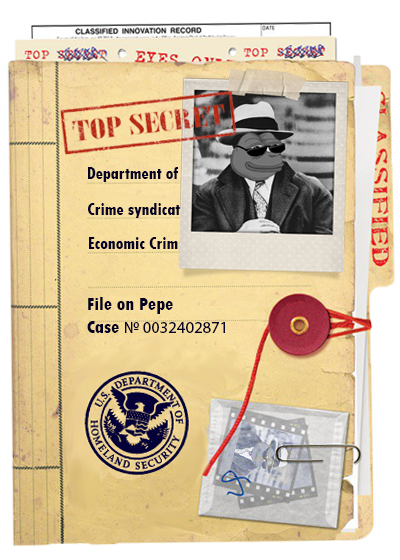 CLASSIFIED INNOVATION RECORD
DATE
TOP SECRET
EYES ONLY
TOP SECRET
TOP SECRET
CLASSIFIED
Department of
Crime syndicat
Economic Crim
File on Pepe
Case № 0032402871
U.S. DEPARTMENT OF
HOMELAND SECURITY